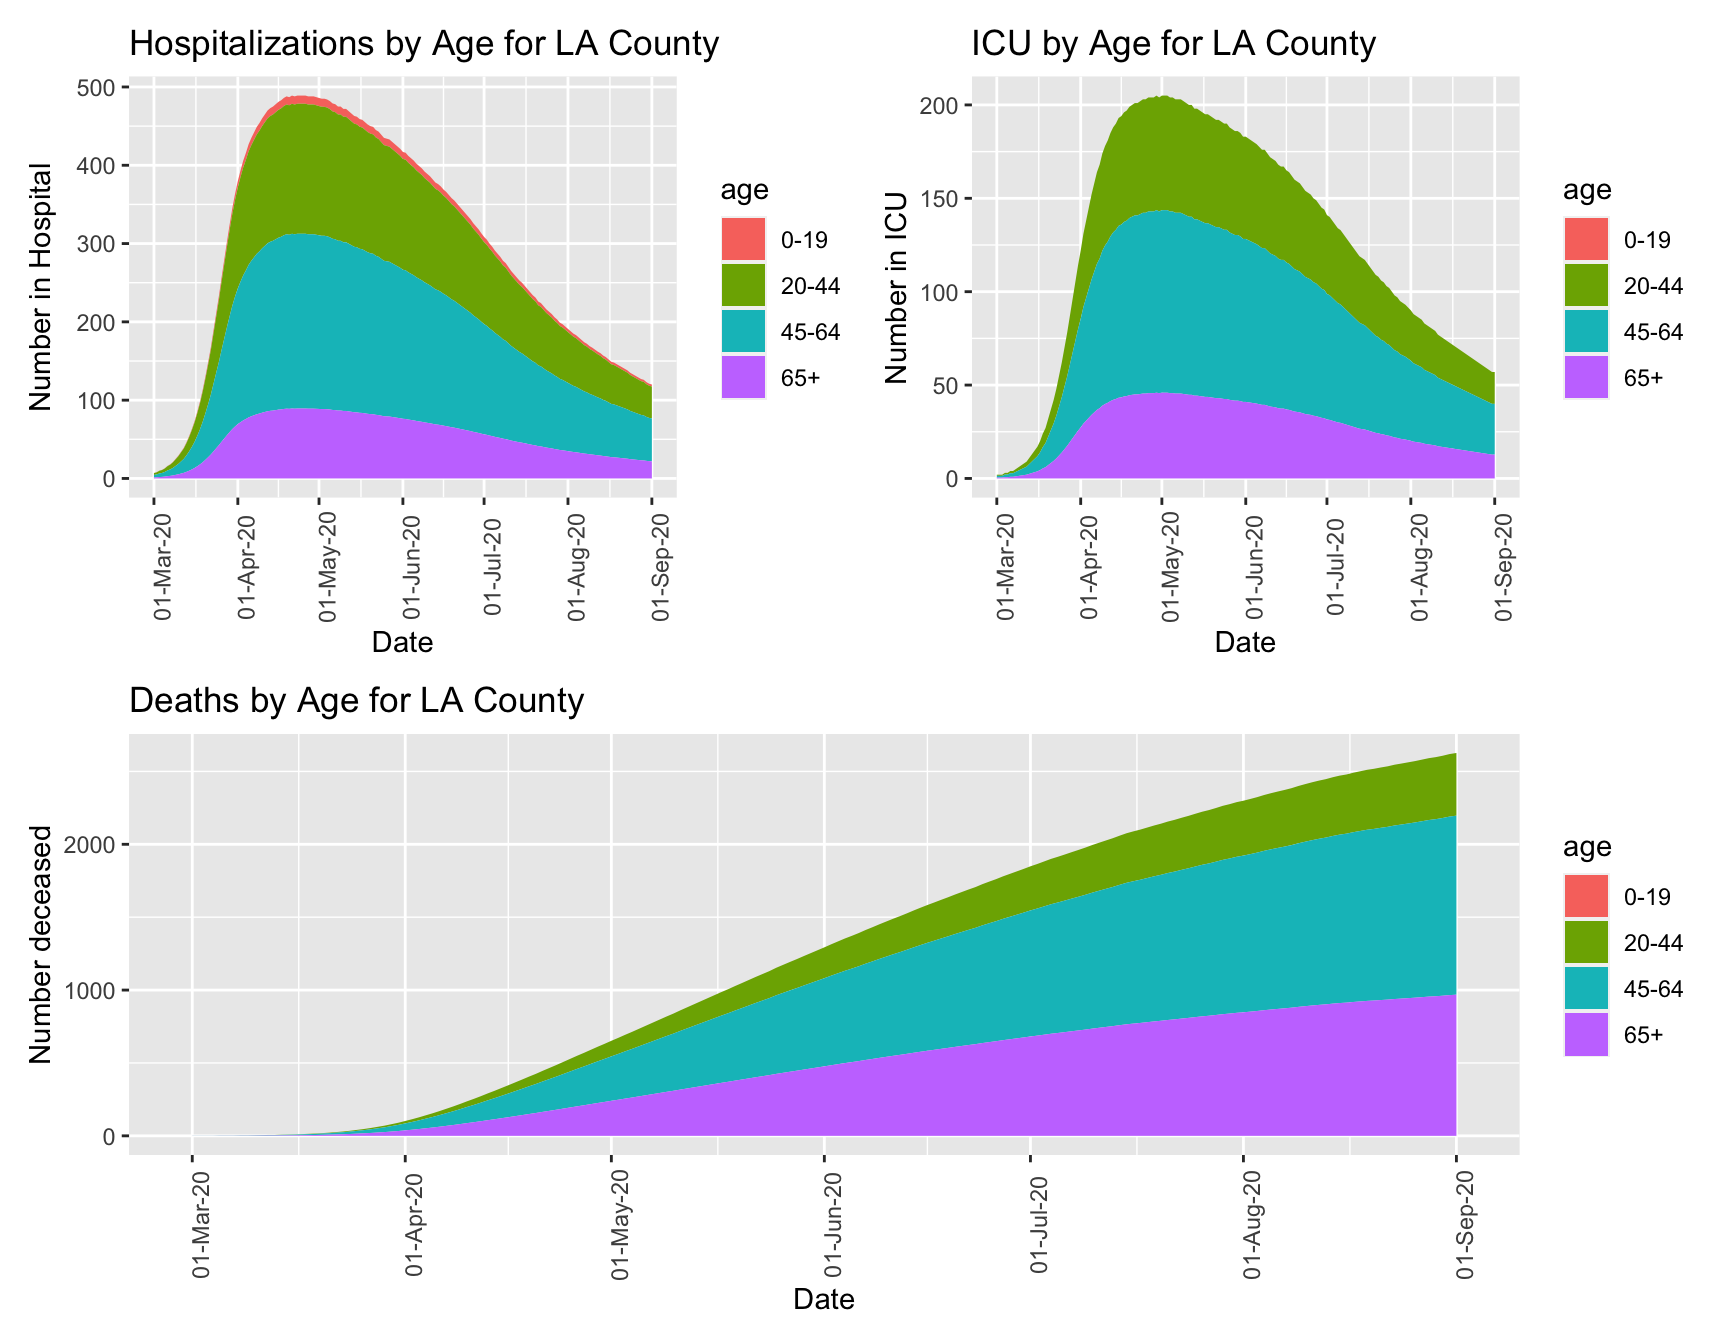 Hospitalizations by Age for LA County
Number in Hospital
500
400
300
200
100
0
01-Mar-20
01-Apr-20
01-May-20
01-Jun-20
01-Jul-20
01-Aug-20
01-Sep-20
Date
age
0-19
20-44
45-64
65+
ICU by Age for LA County
Number in ICU
200
150
100
50
0
01-Mar-20
01-Apr-20
01-May-20
01-Jun-20
01-Jul-20
01-Aug-20
01-Sep-20
Date
age
0-19
20-44
45-64
65+
Deaths by Age for LA County
Number deceased
2000
1000
0
01-Mar-20
01-Apr-20
01-May-20
01-Jun-20
01-Jul-20
01-Aug-20
01-Sep-20
Date
age
0-19
20-44
45-64
65+